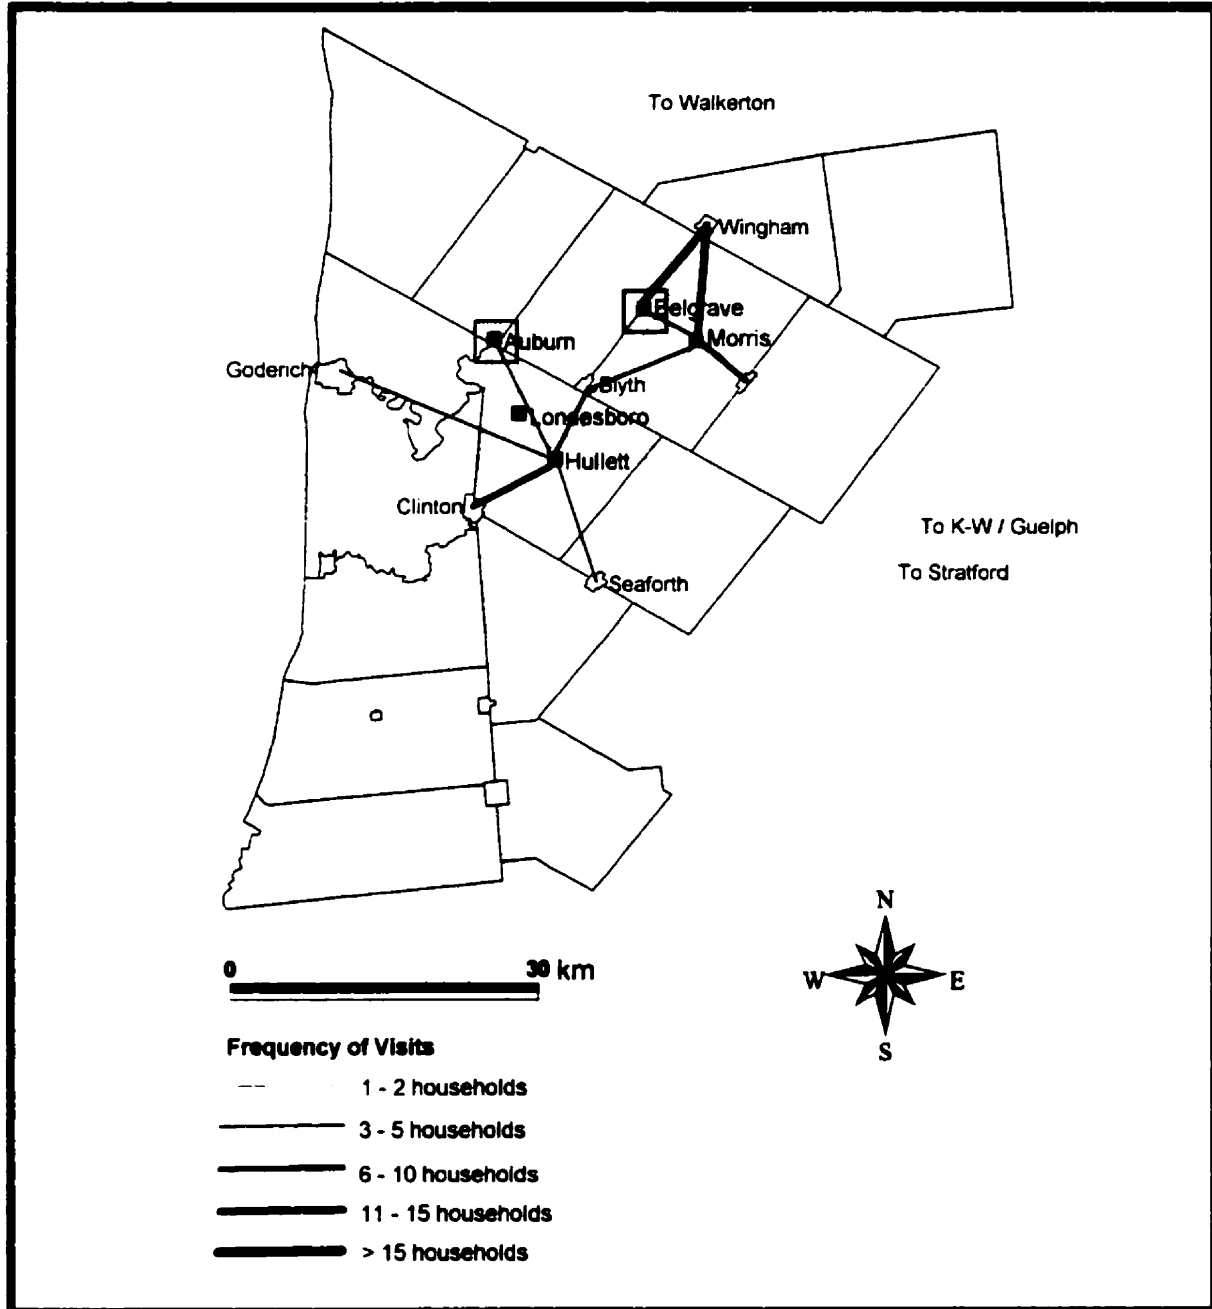 To Walkerton
Wingham
Belgrave
Morris
Auburn
Goderich
Blyth
Londesboro
Hullett
Clinton
To K-W / Guelph
To Stratford
Seaforth
N
W E
S
0 30 km
Frequency of Visits
1 - 2 households
3 - 5 households
6 - 10 households
11 - 15 households
> 15 households